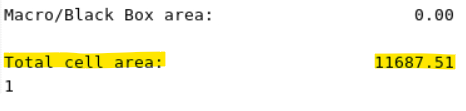 Macro/Black Box area: 0.00
Total cell area: 11687.51
1